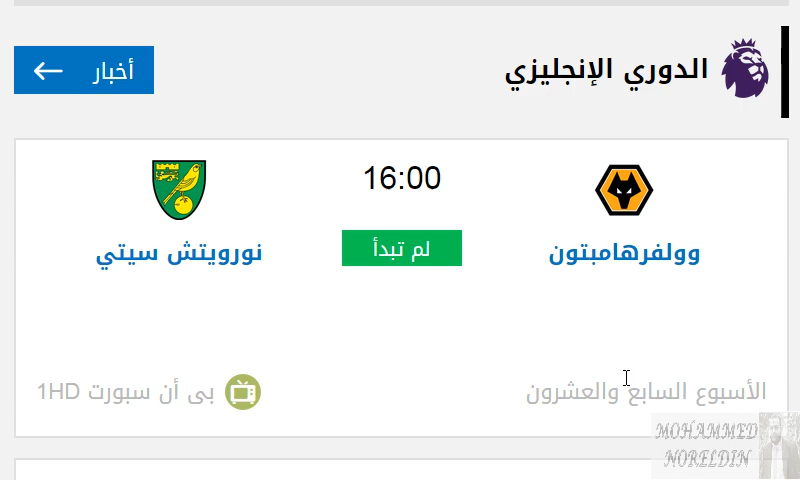 الدوري الإنجليزي
أخبار
16:00
وولفرهامبتون
لم تبدأ
نورويتش سيتي
الأسبوع السابع والعشرون
بى أن سبورت 1HD
MOHAMMED
NORELDIN